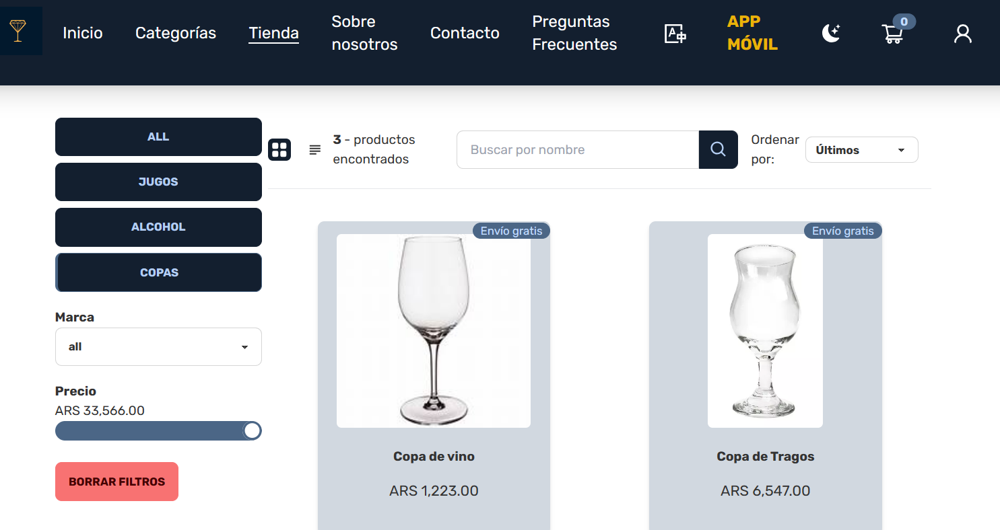 Inicio
Categorías
Tienda
Sobre
nosotros
Contacto
Preguntas
Frecuentes
A
APP
MÓVIL
0
ALL
JUGOS
ALCOHOL
COPAS
Marca
all
Precio
ARS 33,566.00
BORRAR FILTROS
3 - productos
encontrados
Buscar por nombre
Ordenar
por:
Últimos
Envío gratis
Copa de vino
ARS 1,223.00
Envío gratis
Copa de Tragos
ARS 6,547.00